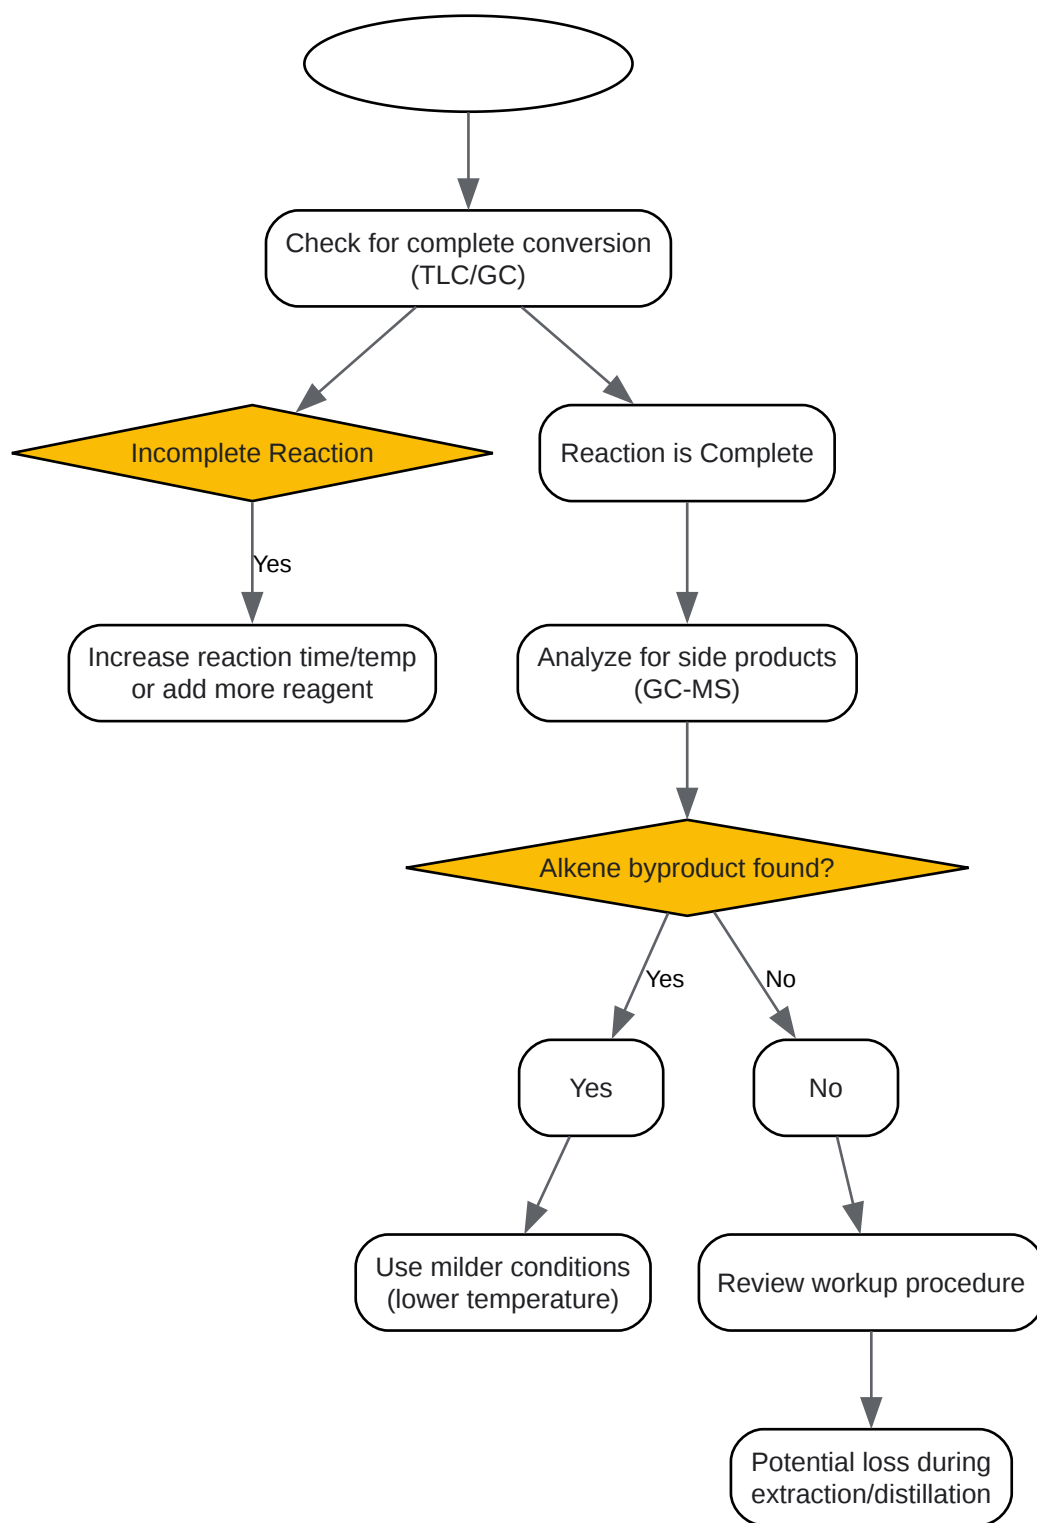 Check for complete conversion
(TLC/GC)
Incomplete Reaction
Reaction is Complete
Yes
Increase reaction time/temp
or add more reagent
Analyze for side products
(GC-MS)
Alkene byproduct found?
Yes
No
Yes
No
Use milder conditions
(lower temperature)
Review workup procedure
Potential loss during
extraction/distillation